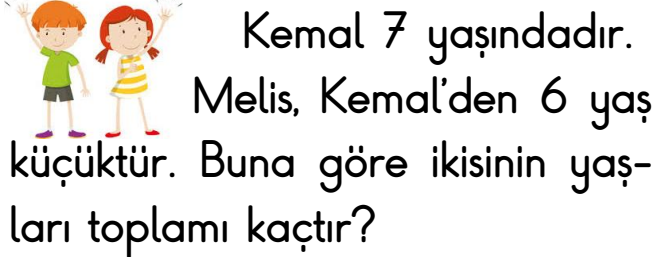 Kemal 7 yaşındadır.
Melis, Kemal'den 6 yaş
küçüktür. Buna göre ikisinin yaş-
ları toplamı kaçtır?